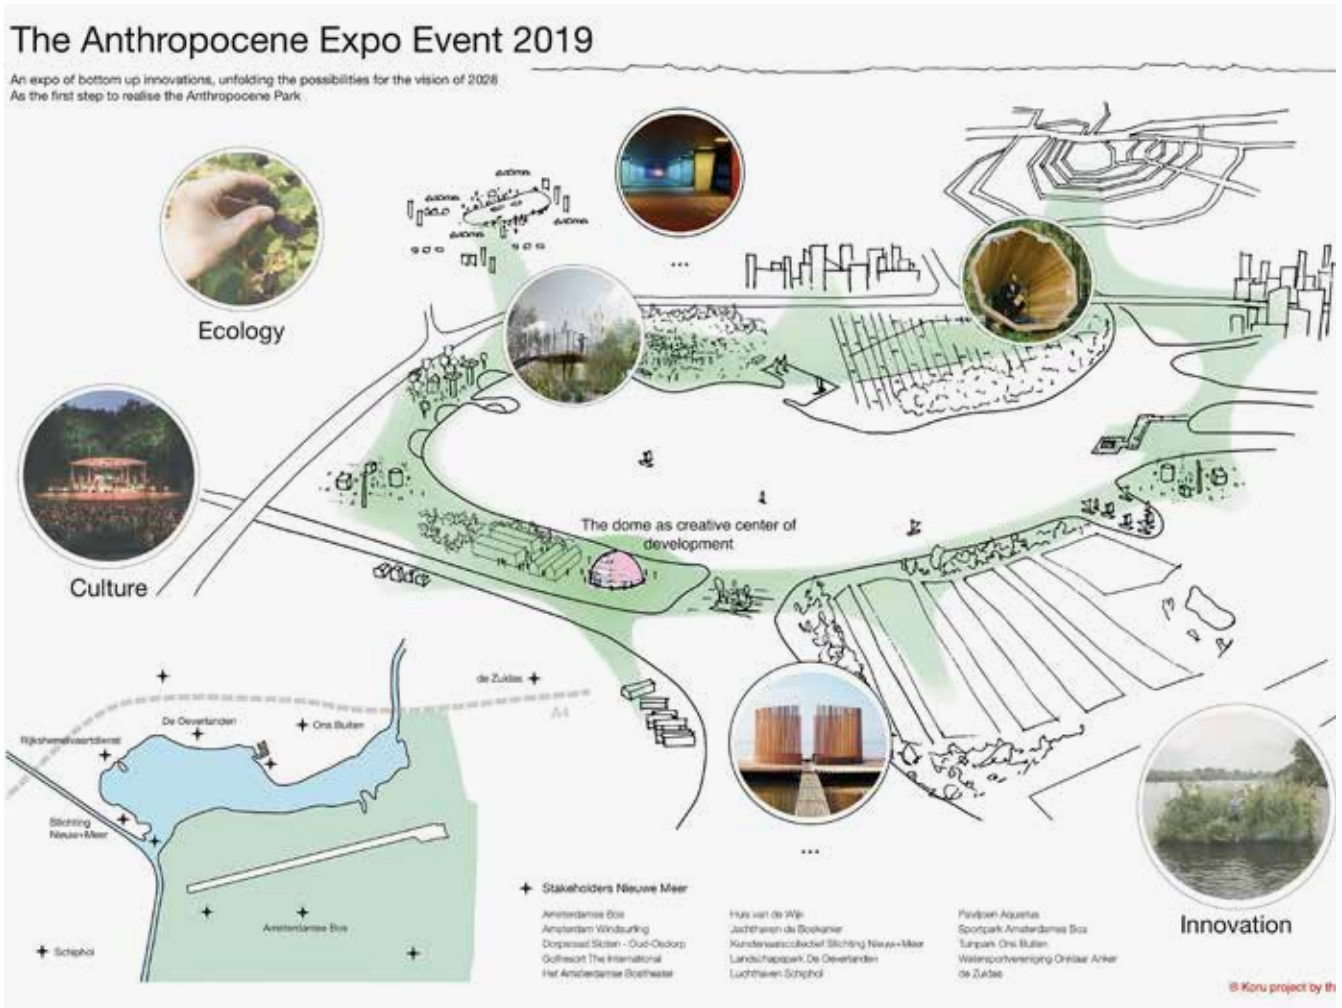 The Anthropocene Expo Event 2019
An expo of bottom up innovations, unfolding the possibilities for the vision of 2028
As the first step to realise the Anthropocene Park
Ecology
...
Culture
The dome as creative center of
development
de Zuidas
A4
De Oeverlanden
Ons Buiten
Rijkshemelvaartdienst
Stichting
Nieuw+Meer
Amsterdamse Bos
Schiphol
...
Innovation
Stakeholders Nieuwe Meer
Amsterdamse Bos
Amsterdam Windsurfing
Dorpsraad Sloten - Oud-Osdorp
Golfresort The International
Het Amsterdamse Bostheater
Huis van de Wijk
Jachthaven de Boekanier
Kunstenaarscollectief Stichting Nieuw+Meer
Landschapspark De Oeverlanden
Luchthaven Schiphol
Paviljoen Aquarius
Sportpark Amsterdamse Bos
Tuinpark Ons Buiten
Watersportvereniging Onklaar Anker
de Zuidas
© Koru project by th